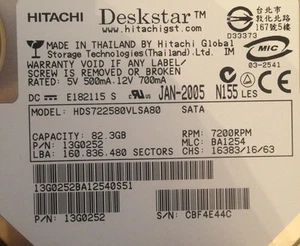 HITACHI Deskstar™
www.hitachigst.com
台北市
敦化北路
167號5樓
D33373
MADE IN THAILAND BY Hitachi Global
Storage Technologies(Thailand) Ltd.
WARRANTY VOID IF ANY LABEL/
SCREW IS REMOVED OR BROKEN
RATED: 5V 500mA.12V 700mA
MIC
03-2541
DC E182115 S JAN-2005 N155 LES
MODEL: HDS722580VLSA80 SATA
CAPACITY: 82.3GB RPM: 7200RPM
P/N: 13G0252 MLC: BA1254
LBA: 160.836.480 SECTORS CHS: 16383/16/63
13G0252BA12540S51
P/N: 13G0252 S/N: CBF4E44C